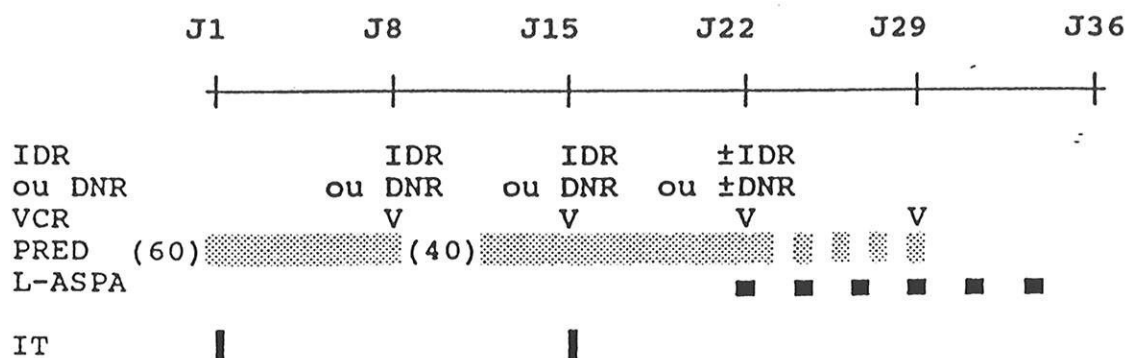 J1 J8 J15 J22 J29 J36
IDR IDR IDR ±IDR
ou DNR ou DNR ou DNR ou ±DNR
VCR V V V V
PRED (60) (40)
L-ASPA
IT